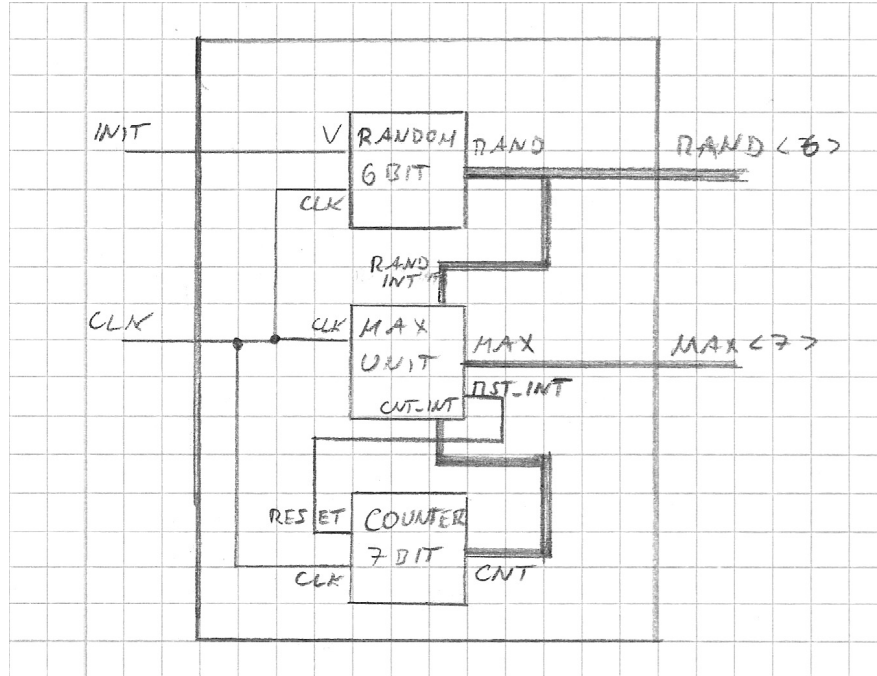 INIT
V
RANDOM
6 BIT
CLK
RAND
RAND <6>
RAND
INT
CLK
CLK
MAX
UNIT
CNT_INT
MAX
MAX <7>
RST_INT
RESET
COUNTER
7 BIT
CLK
CNT